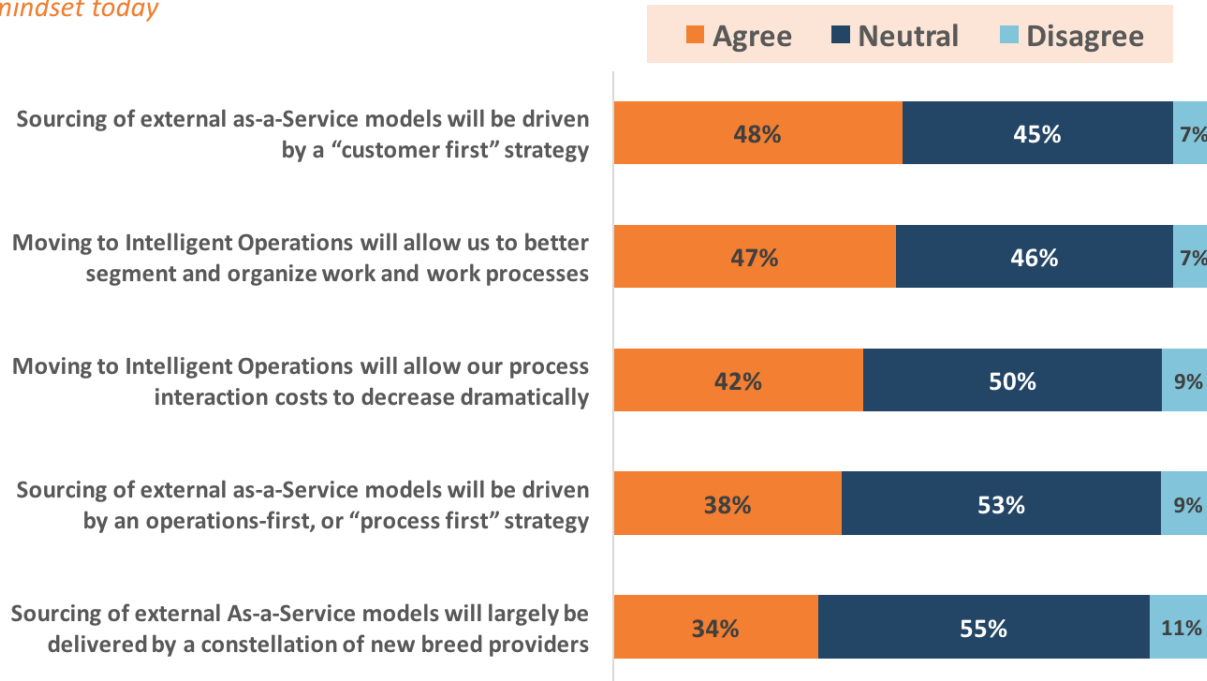 mindset today
Agree Neutral Disagree
Sourcing of external as-a-Service models will be driven
by a “customer first” strategy
48% 45% 7%
Moving to Intelligent Operations will allow us to better
segment and organize work and work processes
47% 46% 7%
Moving to Intelligent Operations will allow our process
interaction costs to decrease dramatically
42% 50% 9%
Sourcing of external as-a-Service models will be driven
by an operations-first, or “process first” strategy
38% 53% 9%
Sourcing of external As-a-Service models will largely be
delivered by a constellation of new breed providers
34% 55% 11%